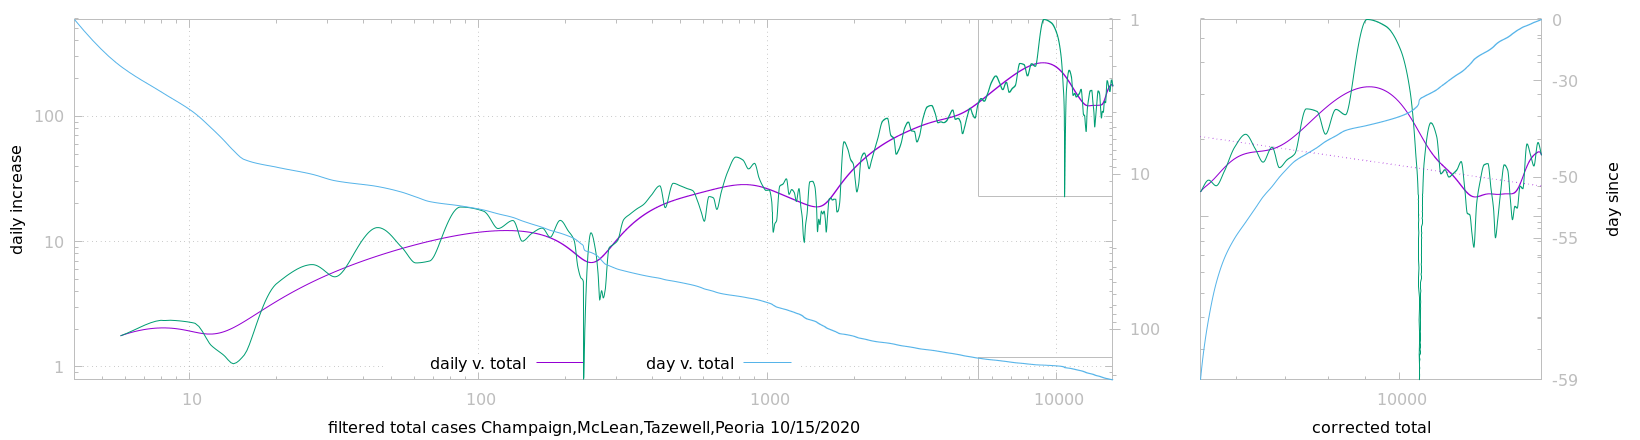 daily increase
100
10
1
1
10
100
daily v. total
day v. total
10
100
1000
10000
filtered total cases Champaign,McLean,Tazewell,Peoria 10/15/2020
0
-30
-50
-55
-59
day since
10000
corrected total